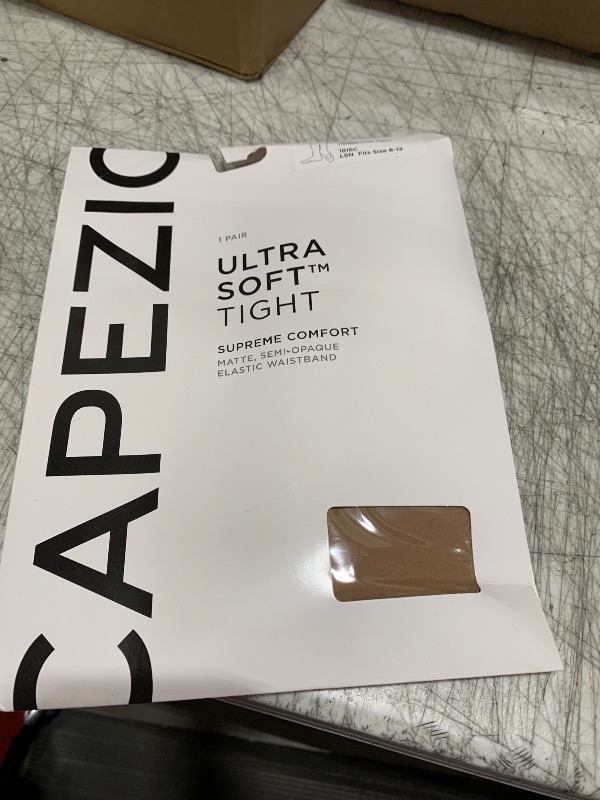 1816C
LSN Fits Size 8-12
CAPEZIO
1 PAIR
ULTRA
SOFT™
TIGHT
SUPREME COMFORT
MATTE, SEMI-OPAQUE
ELASTIC WAISTBAND